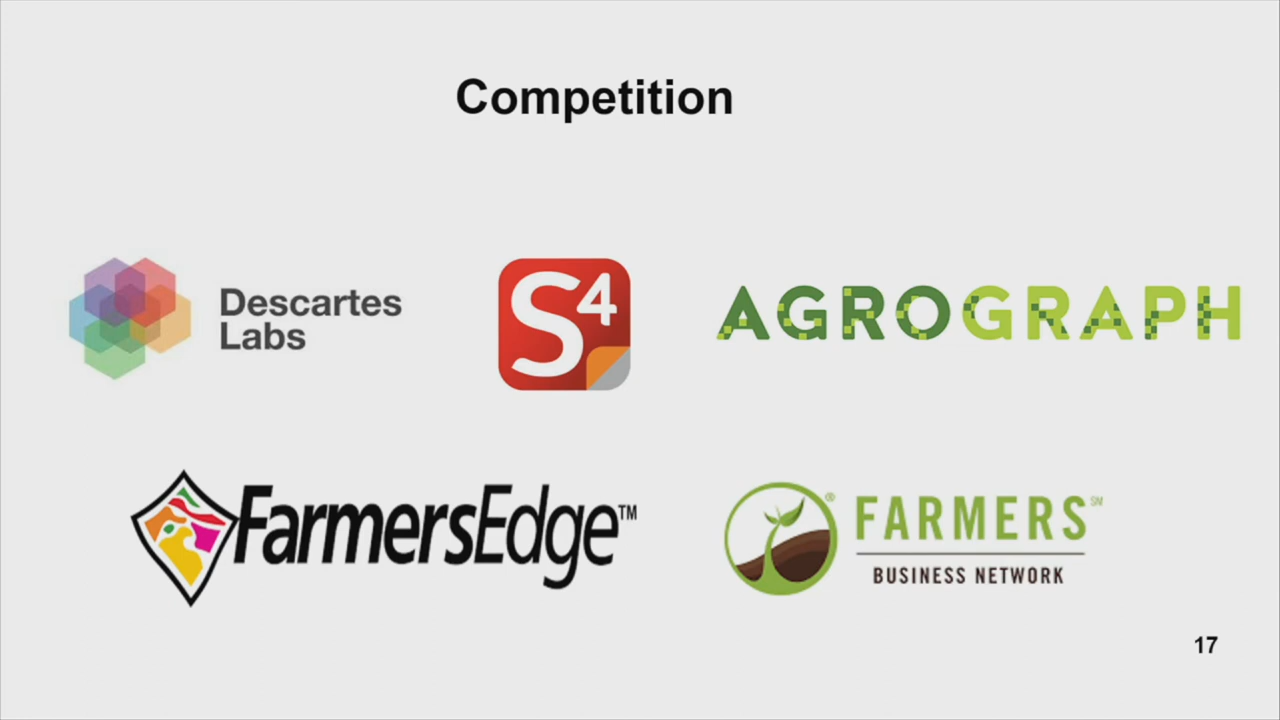 Competition
Descartes
Labs
S4
AGROGRAPH
FarmersEdge™
FARMERS℠
BUSINESS NETWORK
®
17